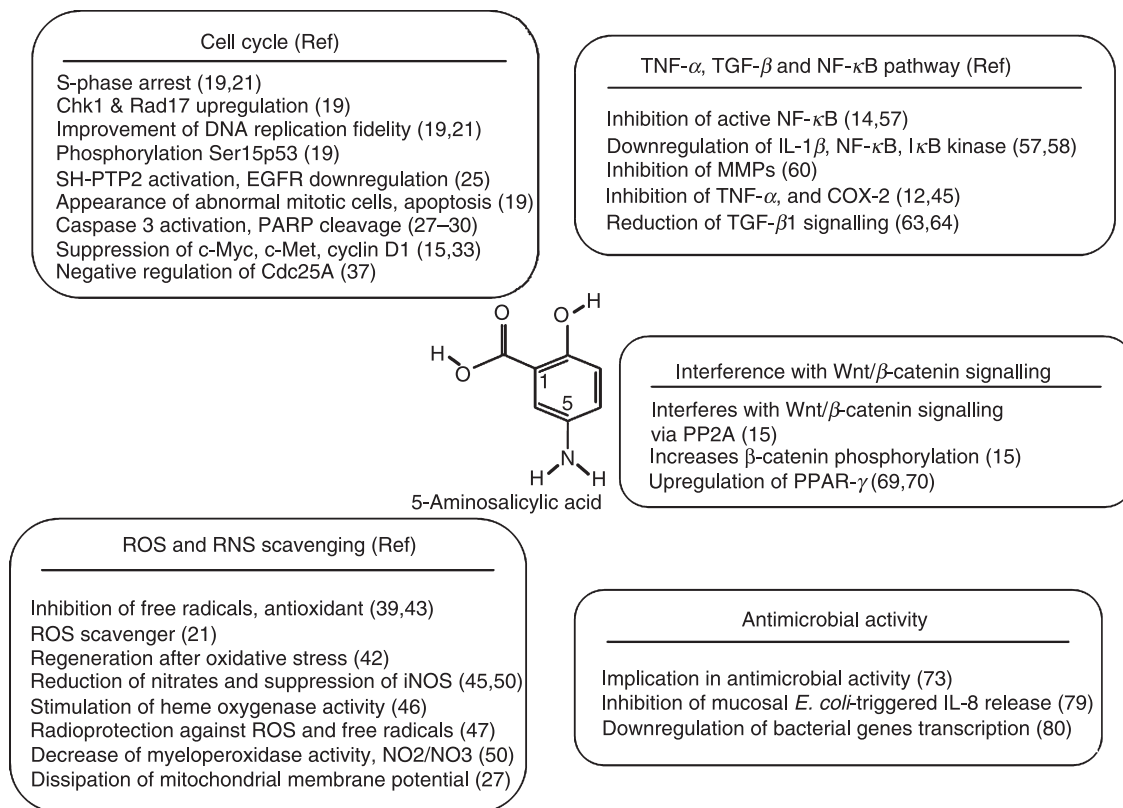 Cell cycle (Ref)
S-phase arrest (19,21)
Chk1 & Rad17 upregulation (19)
Improvement of DNA replication fidelity (19,21)
Phosphorylation Ser15p53 (19)
SH-PTP2 activation, EGFR downregulation (25)
Appearance of abnormal mitotic cells, apoptosis (19)
Caspase 3 activation, PARP cleavage (27–30)
Suppression of c-Myc, c-Met, cyclin D1 (15,33)
Negative regulation of Cdc25A (37)
TNF-α, TGF-β and NF-κB pathway (Ref)
Inhibition of active NF-κB (14,57)
Downregulation of IL-1β, NF-κB, IκB kinase (57,58)
Inhibition of MMPs (60)
Inhibition of TNF-α, and COX-2 (12,45)
Reduction of TGF-β1 signalling (63,64)
O
O
H
H
O
1
5
N
H
H
5-Aminosalicylic acid
Interference with Wnt/β-catenin signalling
Interferes with Wnt/β-catenin signalling
via PP2A (15)
Increases β-catenin phosphorylation (15)
Upregulation of PPAR-γ (69,70)
ROS and RNS scavenging (Ref)
Inhibition of free radicals, antioxidant (39,43)
ROS scavenger (21)
Regeneration after oxidative stress (42)
Reduction of nitrates and suppression of iNOS (45,50)
Stimulation of heme oxygenase activity (46)
Radioprotection against ROS and free radicals (47)
Decrease of myeloperoxidase activity, NO2/NO3 (50)
Dissipation of mitochondrial membrane potential (27)
Antimicrobial activity
Implication in antimicrobial activity (73)
Inhibition of mucosal E. coli-triggered IL-8 release (79)
Downregulation of bacterial genes transcription (80)